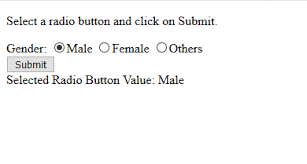 Select a radio button and click on Submit.
Gender: Male Female Others
Submit
Selected Radio Button Value: Male